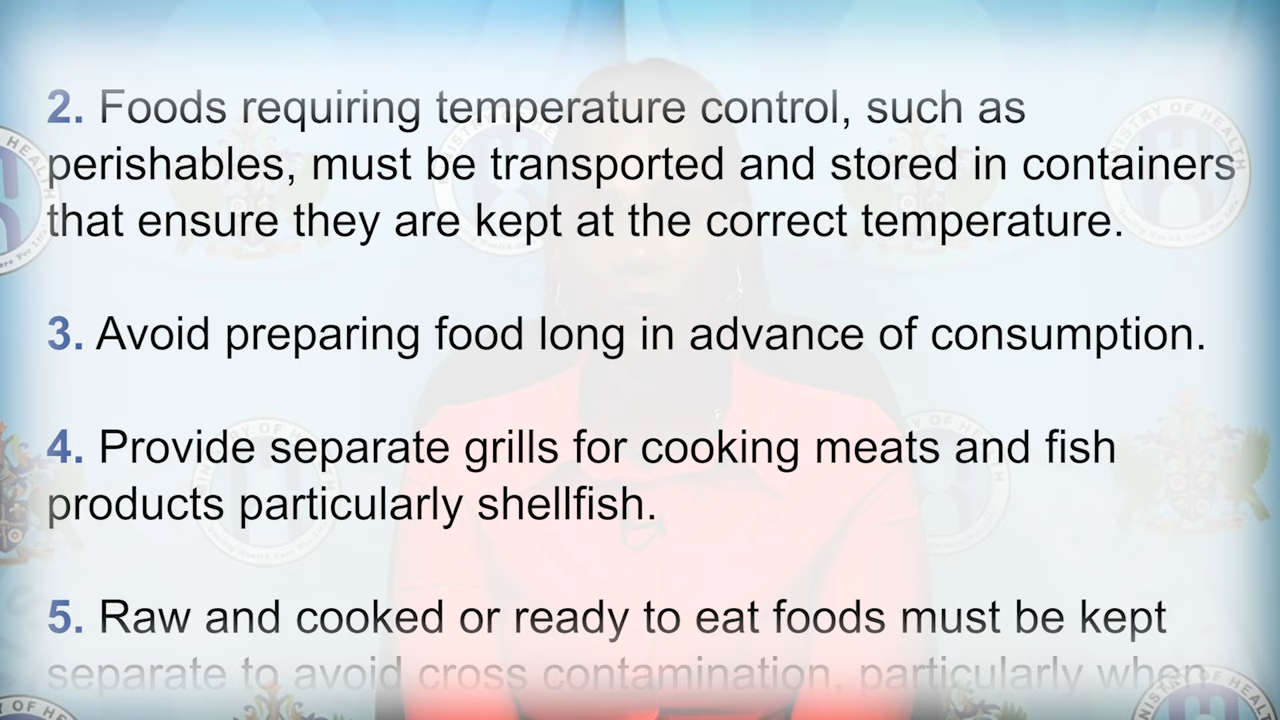 2. Foods requiring temperature control, such as
perishables, must be transported and stored in containers
that ensure they are kept at the correct temperature.
3. Avoid preparing food long in advance of consumption.
4. Provide separate grills for cooking meats and fish
products particularly shellfish.
5. Raw and cooked or ready to eat foods must be kept
separate to avoid cross contamination, particularly when